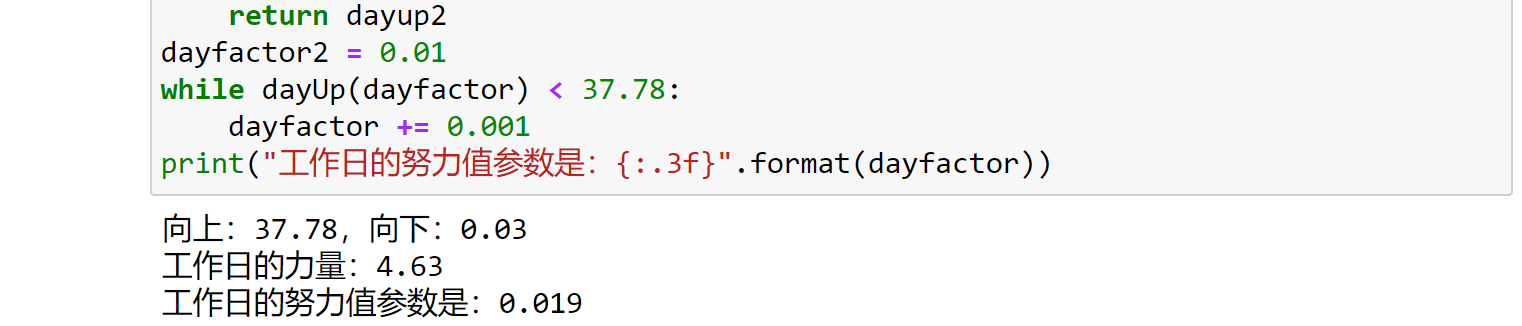 return dayup2
dayfactor2 = 0.01
while dayUp(dayfactor) < 37.78:
dayfactor += 0.001
print("工作日的努力值参数是：{:.3f}".format(dayfactor))
向上：37.78，向下：0.03
工作日的力量：4.63
工作日的努力值参数是：0.019